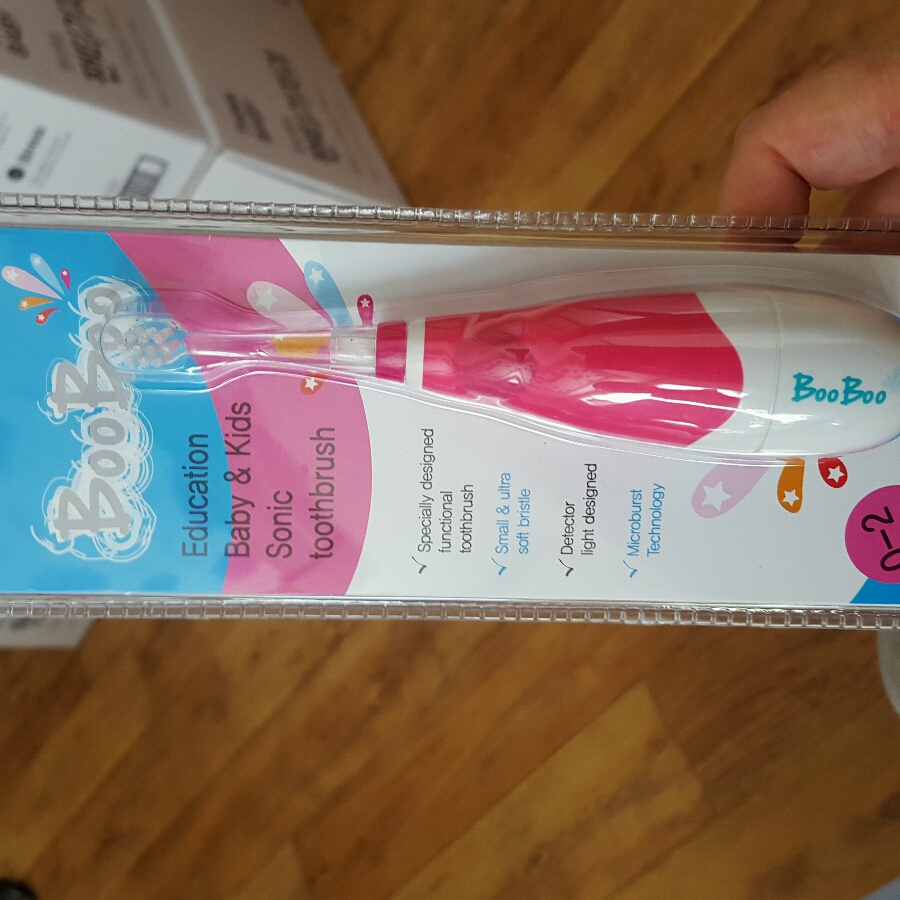 BooBoo
Education
Baby & Kids
Sonic
toothbrush
✓ Specially designed
functional
toothbrush
✓ Small & ultra
soft bristle
✓ Detector
light designed
✓ Microburst
Technology
BooBoo
0-2